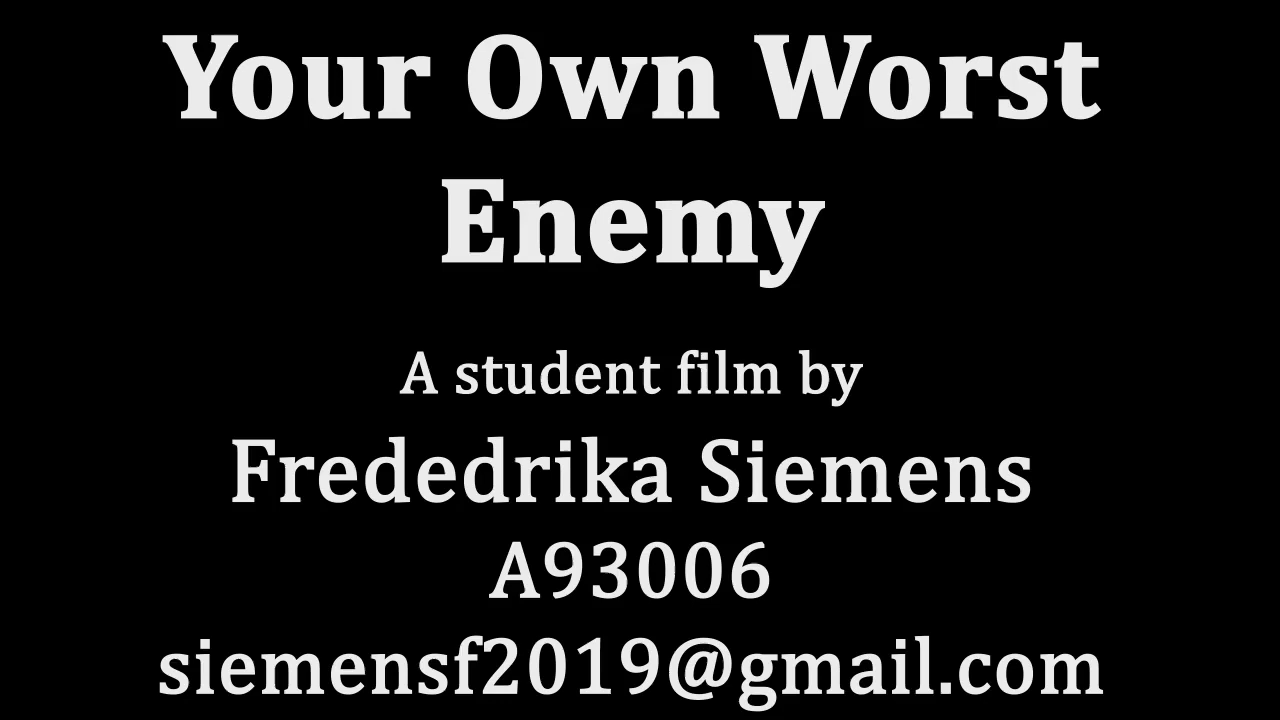 Your Own Worst
Enemy
A student film by
Frededrika Siemens
A93006
siemensf2019@gmail.com